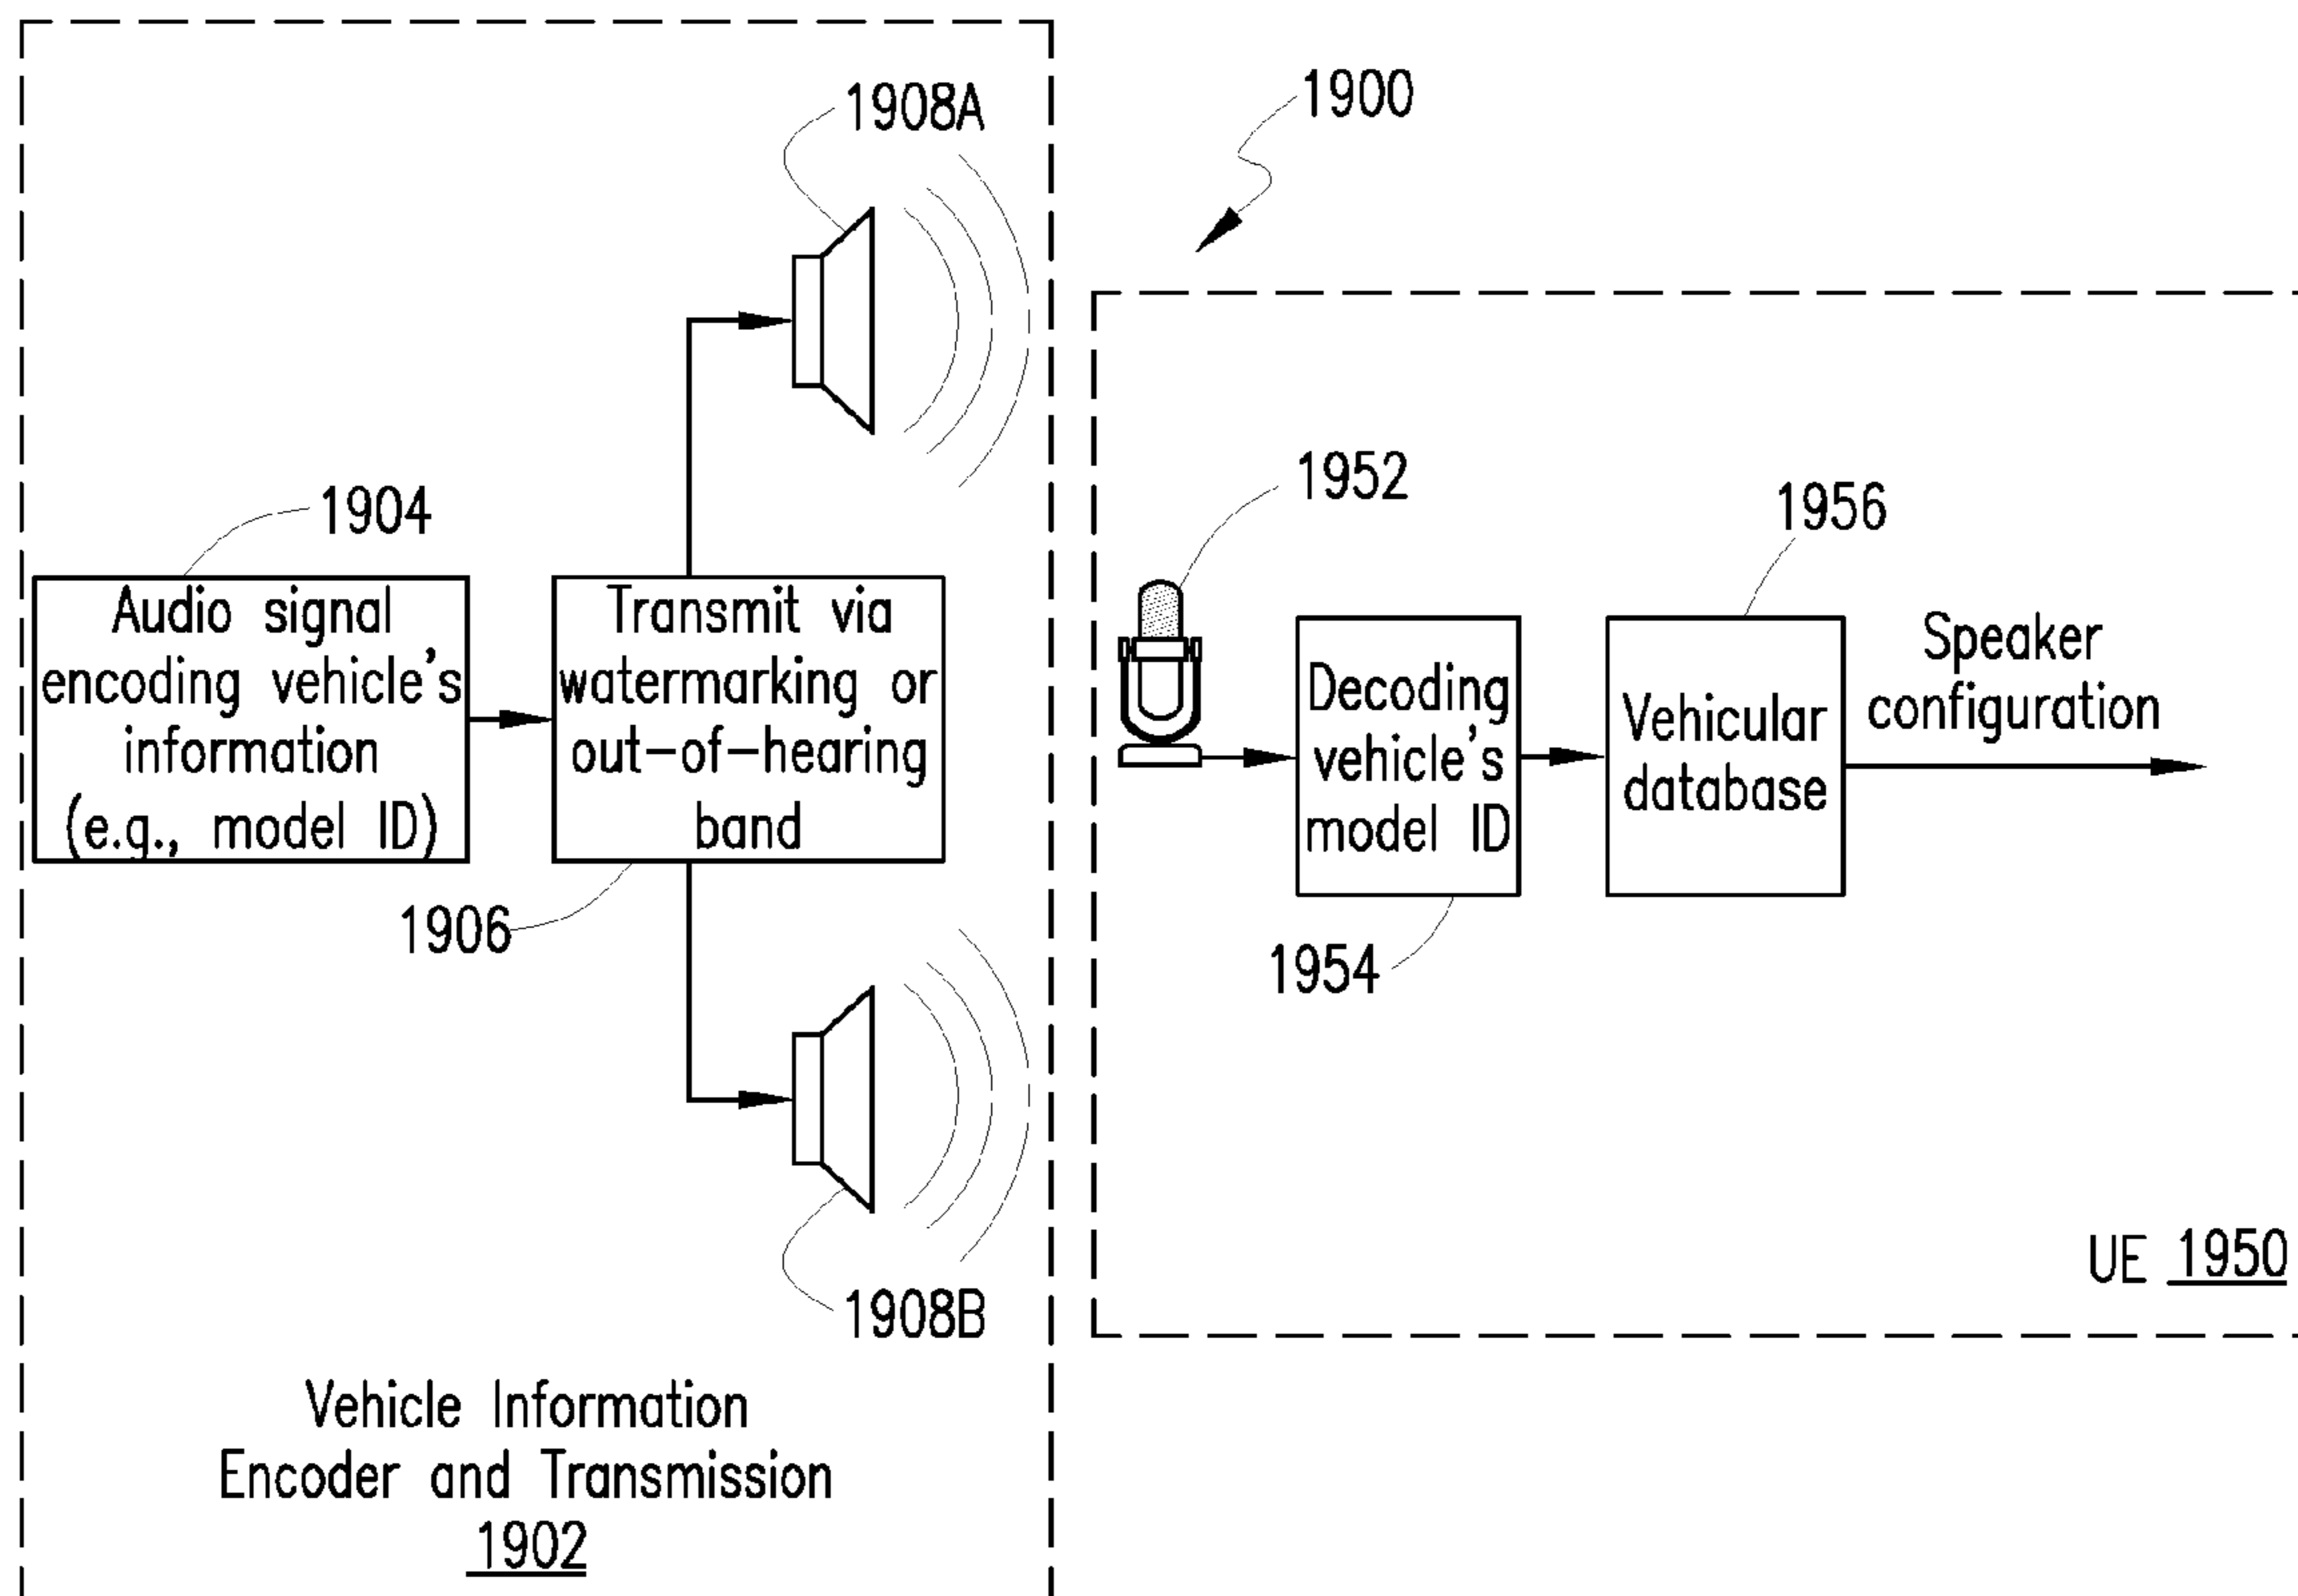 1908A
1900
1904
Audio signal
encoding vehicle's
information
(e.g., model ID)
Transmit via
watermarking or
out-of-hearing
band
1906
1908B
Vehicle Information
Encoder and Transmission
1902
1952
1956
Decoding
vehicle's
model ID
1954
Vehicular
database
Speaker
configuration
UE 1950